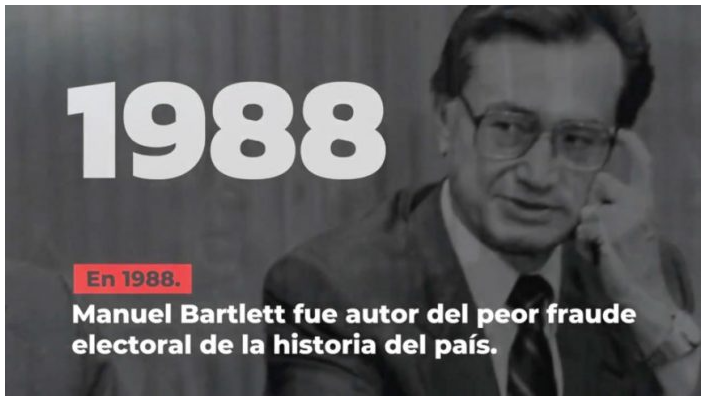 1988
En 1988.
Manuel Bartlett fue autor del peor fraude
electoral de la historia del país.